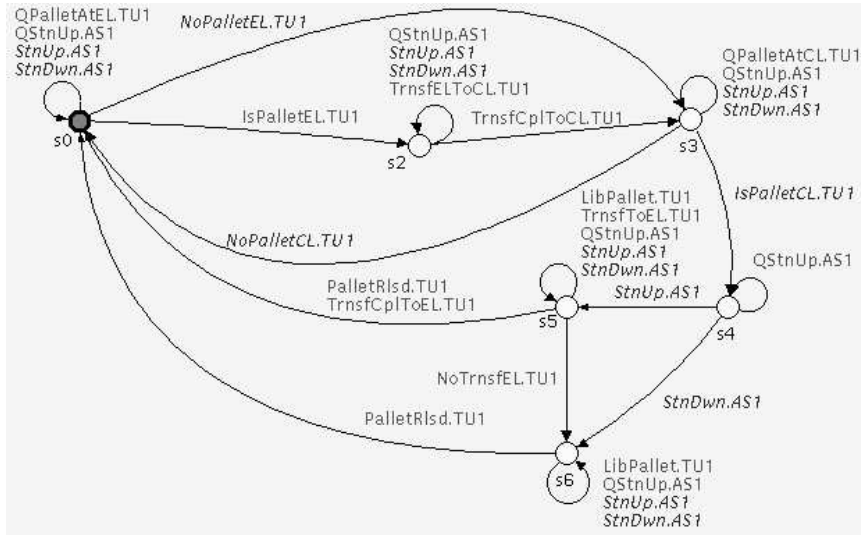 QPalletAtEL.TU1
QStnUp.AS1
StnUp.AS1
StnDwn.AS1
NoPalletEL.TU1
QStnUp.AS1
StnUp.AS1
StnDwn.AS1
TrnsfELToCL.TU1
QPalletAtCL.TU1
QStnUp.AS1
StnUp.AS1
StnDwn.AS1
IsPalletEL.TU1
TrnsfCplToCL.TU1
s0
s2
s3
IsPalletCL.TU1
LibPallet.TU1
TrnsfToEL.TU1
QStnUp.AS1
StnUp.AS1
StnDwn.AS1
NoPalletCL.TU1
QStnUp.AS1
PalletRlsd.TU1
TrnsfCplToEL.TU1
StnUp.AS1
s5
s4
NoTrnsfEL.TU1
StnDwn.AS1
PalletRlsd.TU1
s6
LibPallet.TU1
QStnUp.AS1
StnUp.AS1
StnDwn.AS1